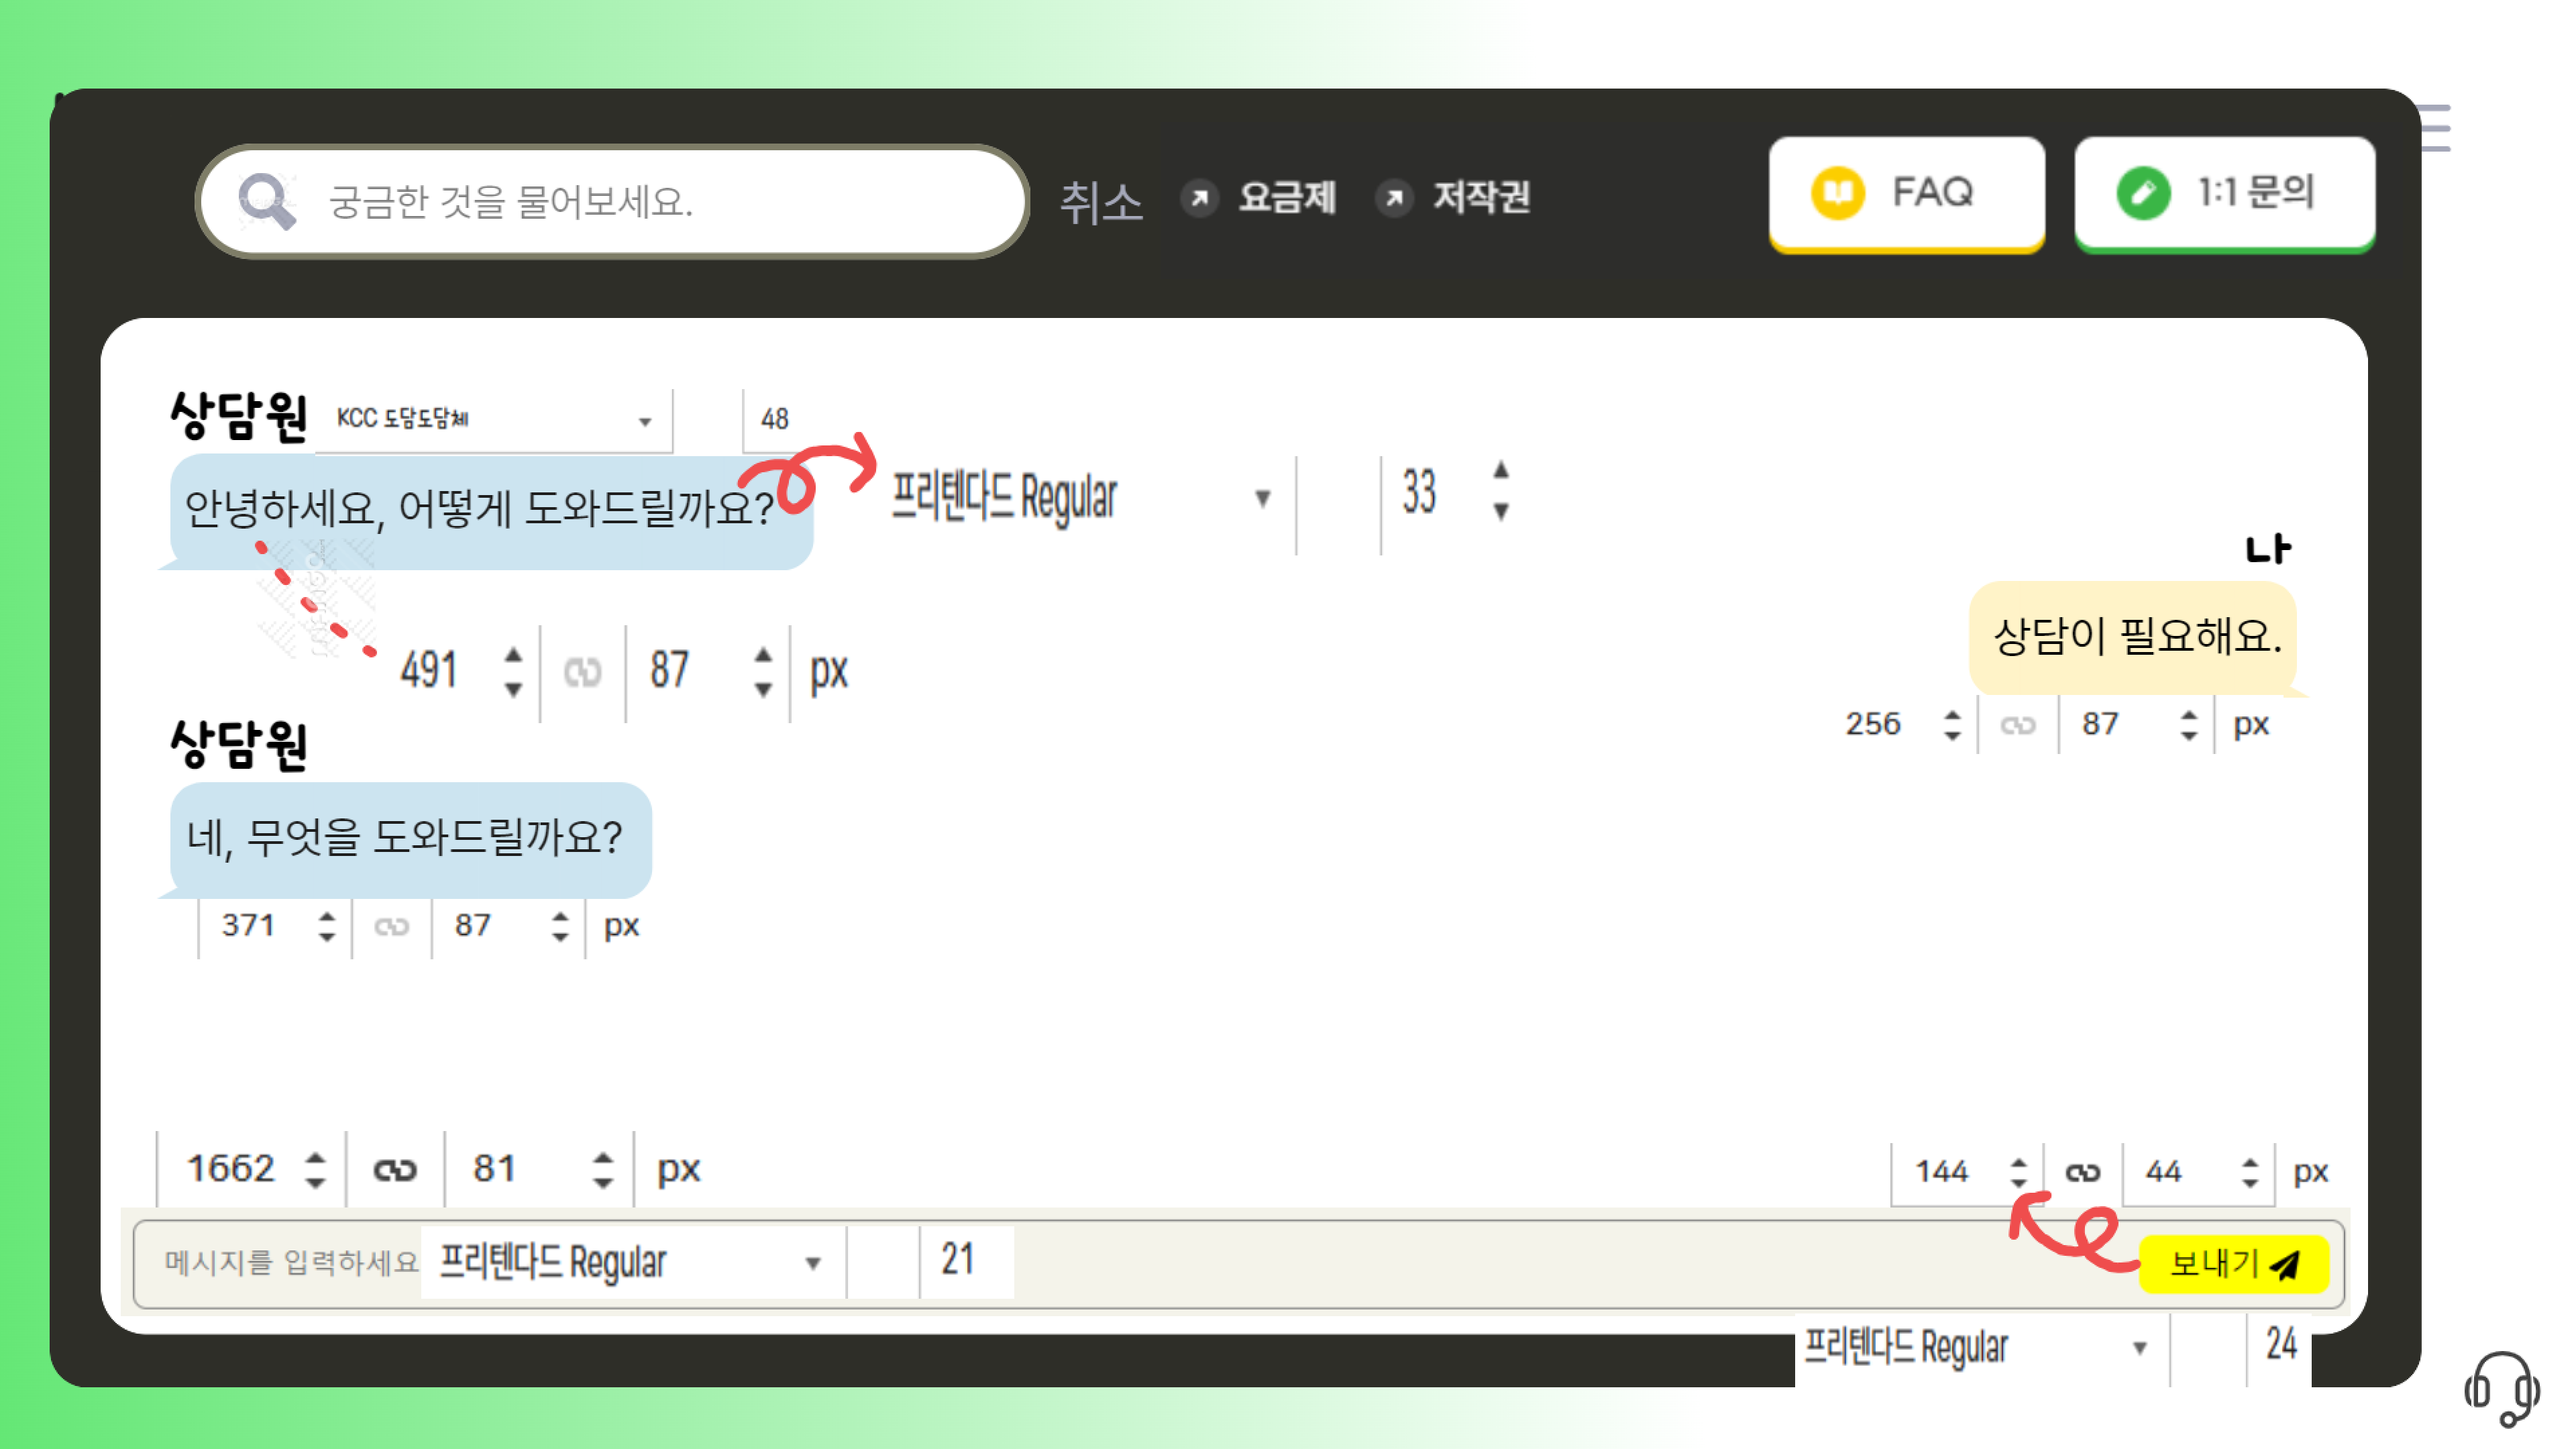 궁금한 것을 물어보세요. 취소 요금제 저작권 FAQ 1:1 문의
상담원 KCC 도담도담체 48
안녕하세요, 어떻게 도와드릴까요? 프리텐다드 Regular 33
나
상담이 필요해요.
491 87 px
256 87 px
상담원
네, 무엇을 도와드릴까요?
371 87 px
1662 81 px 144 44 px
메시지를 입력하세요 프리텐다드 Regular 21 보내기
프리텐다드 Regular 24